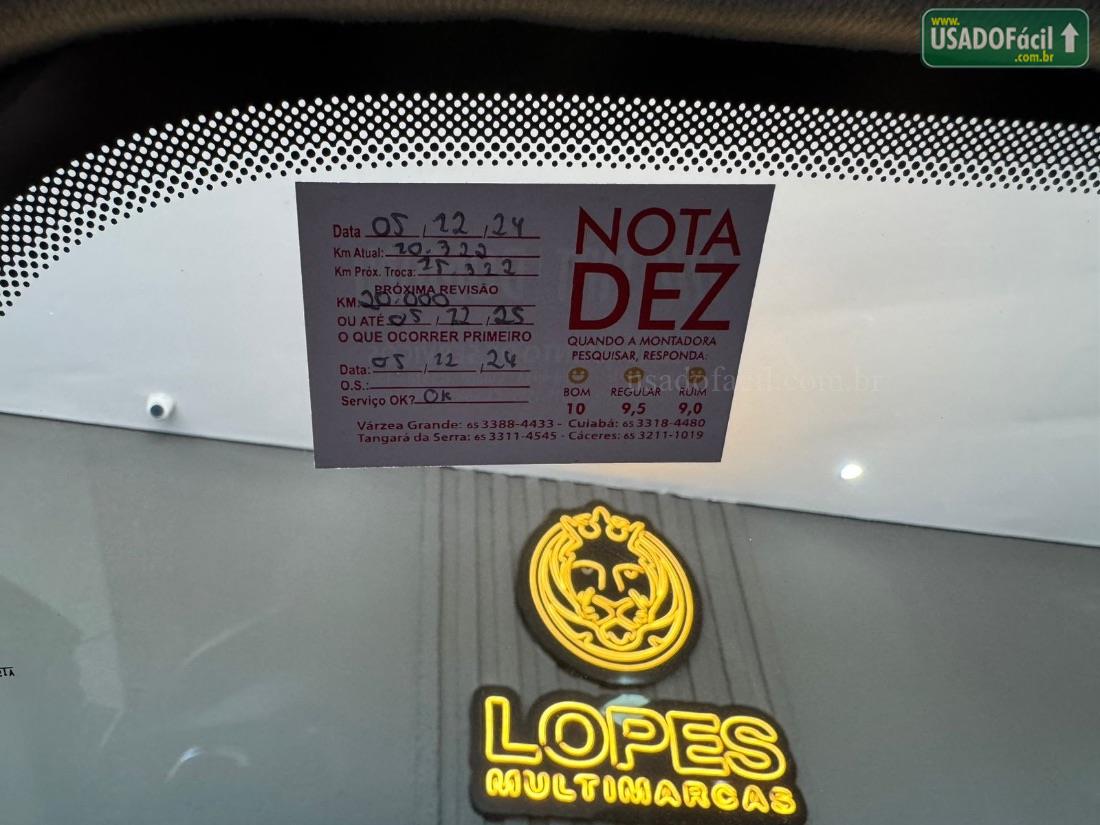 www.
USADOFácil
.com.br
Data 05 / 12 / 24
Km Atual: 10.322
Km Próx. Troca: 15.322
PRÓXIMA REVISÃO
KM: 20.000
OU ATÉ 05 / 12 / 25
O QUE OCORRER PRIMEIRO
Data: 05 / 12 / 24
O.S.:
Serviço OK? Ok
NOTA
DEZ
QUANDO A MONTADORA
PESQUISAR, RESPONDA:
usadofacil.com.br
BOM REGULAR RUIM
10 9,5 9,0
Várzea Grande: 65 3388-4433 - Cuiabá: 65 3318-4480
Tangará da Serra: 65 3311-4545 - Cáceres: 65 3211-1019
LOPES
MULTIMARCAS